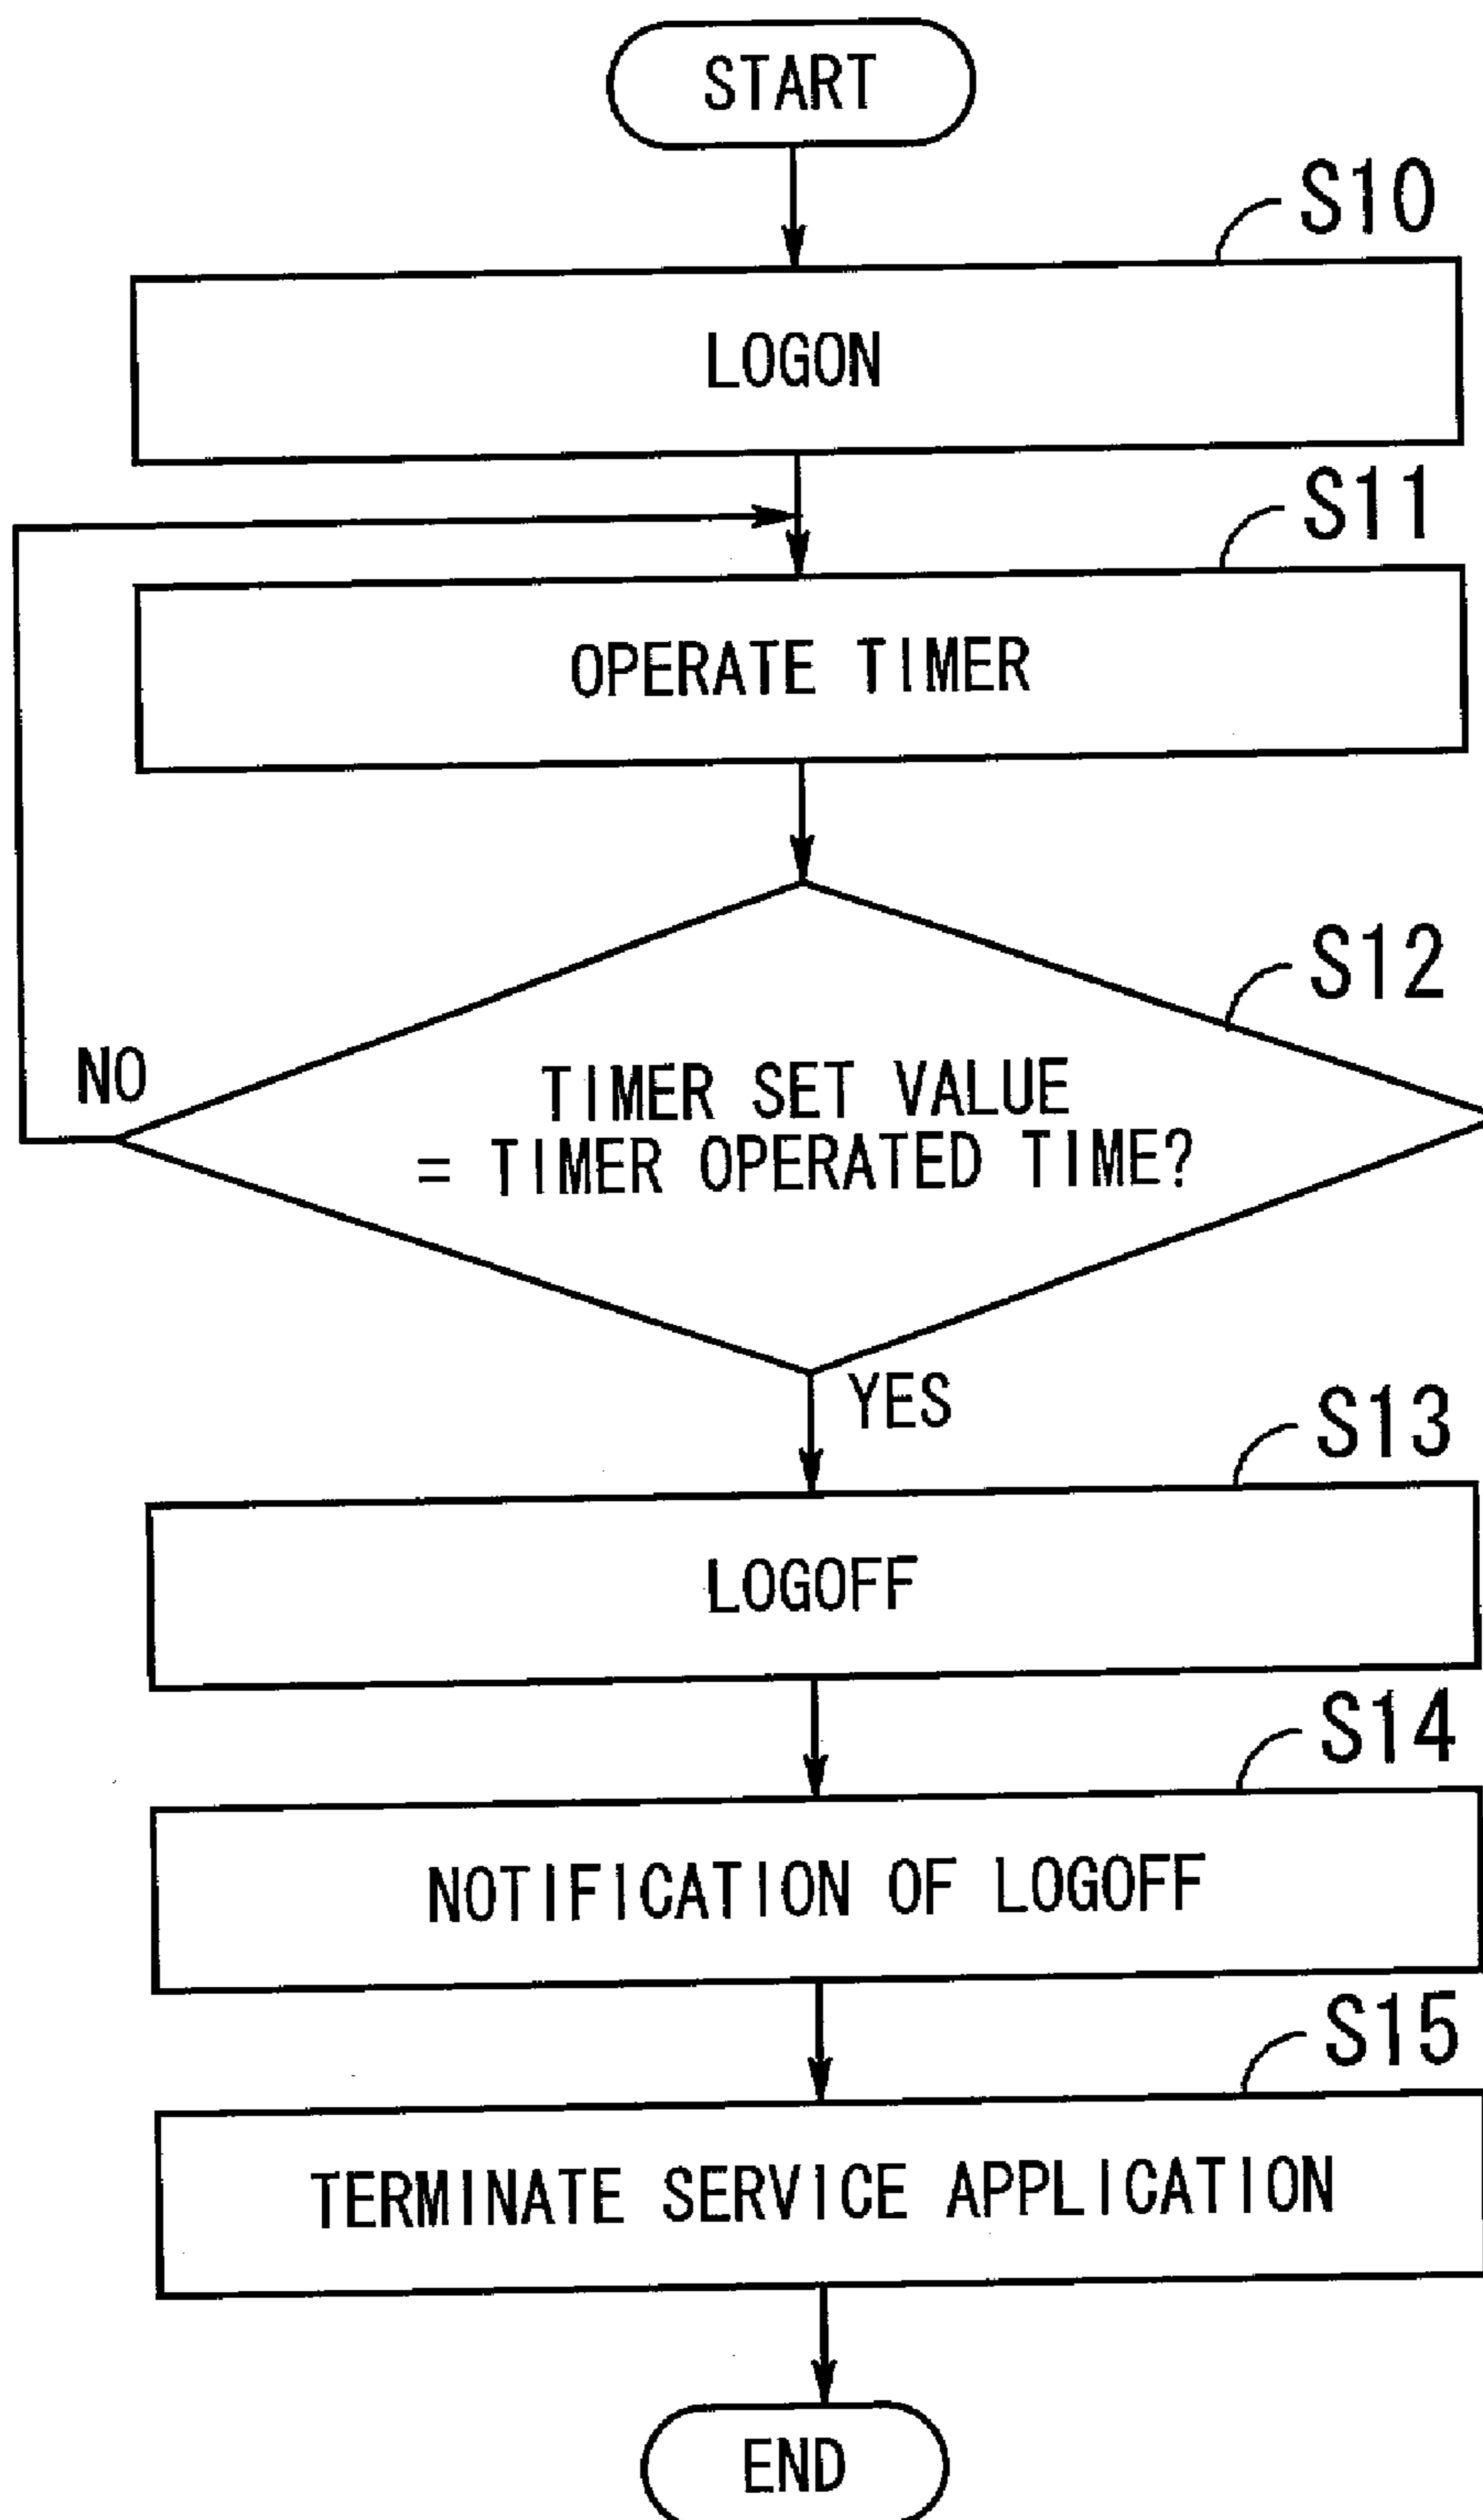 START
S10
LOGON
S11
OPERATE TIMER
S12
NO
TIMER SET VALUE
= TIMER OPERATED TIME?
YES
S13
LOGOFF
S14
NOTIFICATION OF LOGOFF
S15
TERMINATE SERVICE APPLICATION
END